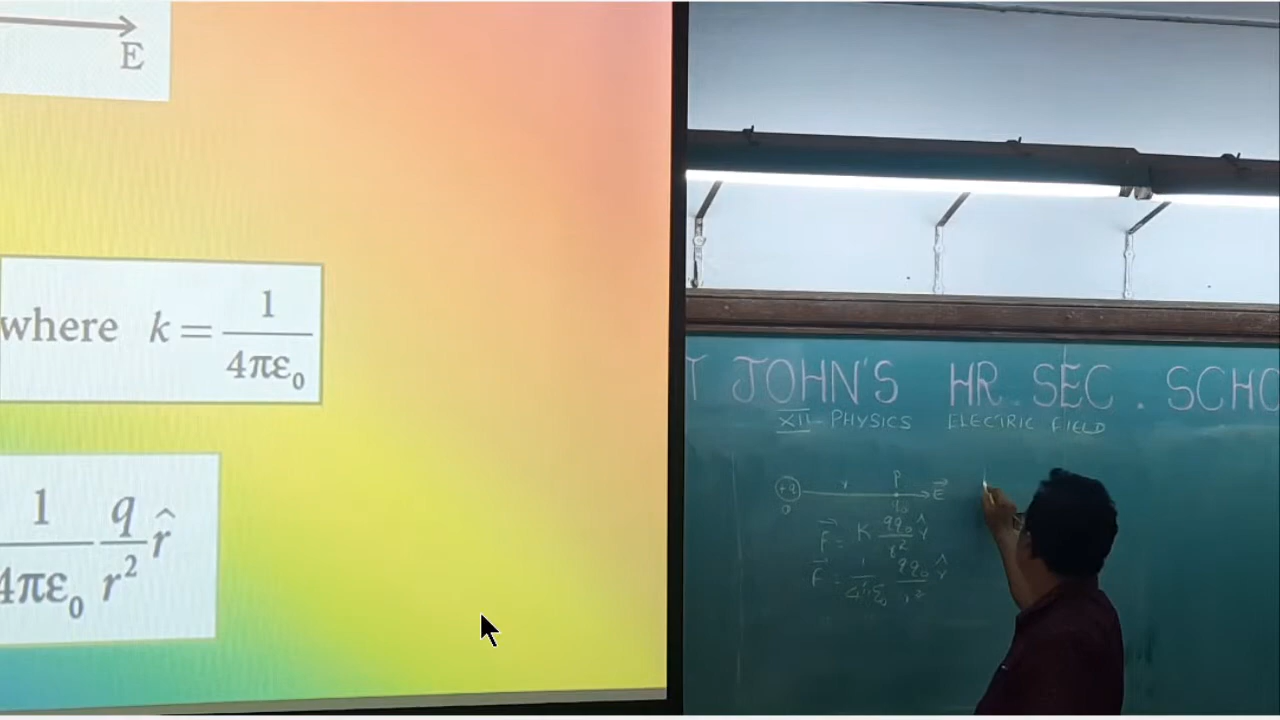 E
where k = 1/4πε₀
1/4πε₀ q/r² r̂
T JOHN'S HR. SEC. SCHO
XII - PHYSICS ELECTRIC FIELD
+q r P E⃗
o q₀
F⃗ = K qq₀/r² r̂
F⃗ = 1/4πε₀ qq₀/r² r̂